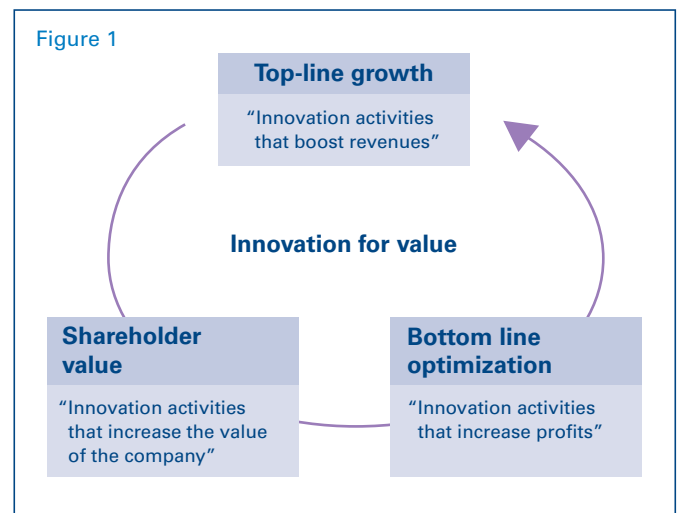 Figure 1
Top-line growth
“Innovation activities
that boost revenues”
Innovation for value
Shareholder
value
“Innovation activities
that increase the value
of the company”
Bottom line
optimization
“Innovation activities
that increase profits”